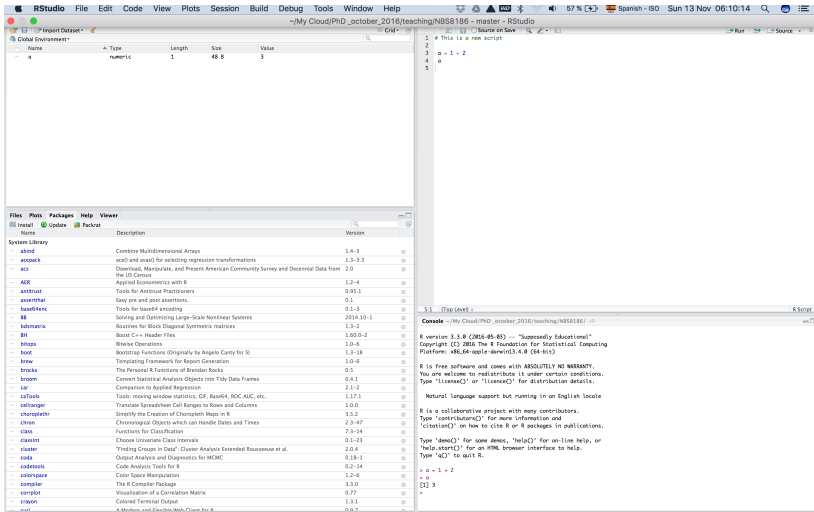 RStudio File Edit Code View Plots Session Build Debug Tools Window Help 57 % Spanish - ISO Sun 13 Nov 06:10:14
~/My Cloud/PhD _october_2016/teaching/NBS8186 - master - RStudio
Import Dataset Grid
Global Environment
Name Type Length Size Value
a numeric 1 48 B 3
Source on Save Run Source
1 # This is a new script
2
3 a = 1 + 2
4 a
5
Files Plots Packages Help Viewer
Install Update Packrat
Name Description Version
System Library
abind Combine Multidimensional Arrays 1.4-3
acepack ace() and avas() for selecting regression transformations 1.3-3.3
acs Download, Manipulate, and Present American Community Survey and Decennial Data from 2.0
the US Census
AER Applied Econometrics with R 1.2-4
antitrust Tools for Antitrust Practitioners 0.95.1
assertthat Easy pre and post assertions. 0.1
base64enc Tools for base64 encoding 0.1-3
BB Solving and Optimizing Large-Scale Nonlinear Systems 2014.10-1
bdsmatrix Routines for Block Diagonal Symmetric matrices 1.3-2
BH Boost C++ Header Files 1.60.0-2
bitops Bitwise Operations 1.0-6
boot Bootstrap Functions (Originally by Angelo Canty for S) 1.3-18
brew Templating Framework for Report Generation 1.0-6
brocks The Personal R Functions of Brendan Rocks 0.5
broom Convert Statistical Analysis Objects into Tidy Data Frames 0.4.1
car Companion to Applied Regression 2.1-2
caTools Tools: moving window statistics, GIF, Base64, ROC AUC, etc. 1.17.1
cellranger Translate Spreadsheet Cell Ranges to Rows and Columns 1.0.0
choroplethr Simplify the Creation of Choropleth Maps in R 3.5.2
chron Chronological Objects which can Handle Dates and Times 2.3-47
class Functions for Classification 7.3-14
classInt Choose Univariate Class Intervals 0.1-23
cluster "Finding Groups in Data": Cluster Analysis Extended Rousseeuw et al. 2.0.4
coda Output Analysis and Diagnostics for MCMC 0.18-1
codetools Code Analysis Tools for R 0.2-14
colorspace Color Space Manipulation 1.2-6
compiler The R Compiler Package 3.3.0
corrplot Visualization of a Correlation Matrix 0.77
crayon Colored Terminal Output 1.3.1
curl A Modern and Flexible Web Client for R 0.9.7
5:1 (Top Level) R Script
Console ~/My Cloud/PhD _october_2016/teaching/NBS8186/
R version 3.3.0 (2016-05-03) -- "Supposedly Educational"
Copyright (C) 2016 The R Foundation for Statistical Computing
Platform: x86_64-apple-darwin13.4.0 (64-bit)
R is free software and comes with ABSOLUTELY NO WARRANTY.
You are welcome to redistribute it under certain conditions.
Type 'license()' or 'licence()' for distribution details.
Natural language support but running in an English locale
R is a collaborative project with many contributors.
Type 'contributors()' for more information and
'citation()' on how to cite R or R packages in publications.
Type 'demo()' for some demos, 'help()' for on-line help, or
'help.start()' for an HTML browser interface to help.
Type 'q()' to quit R.
> a = 1 + 2
> a
[1] 3
>